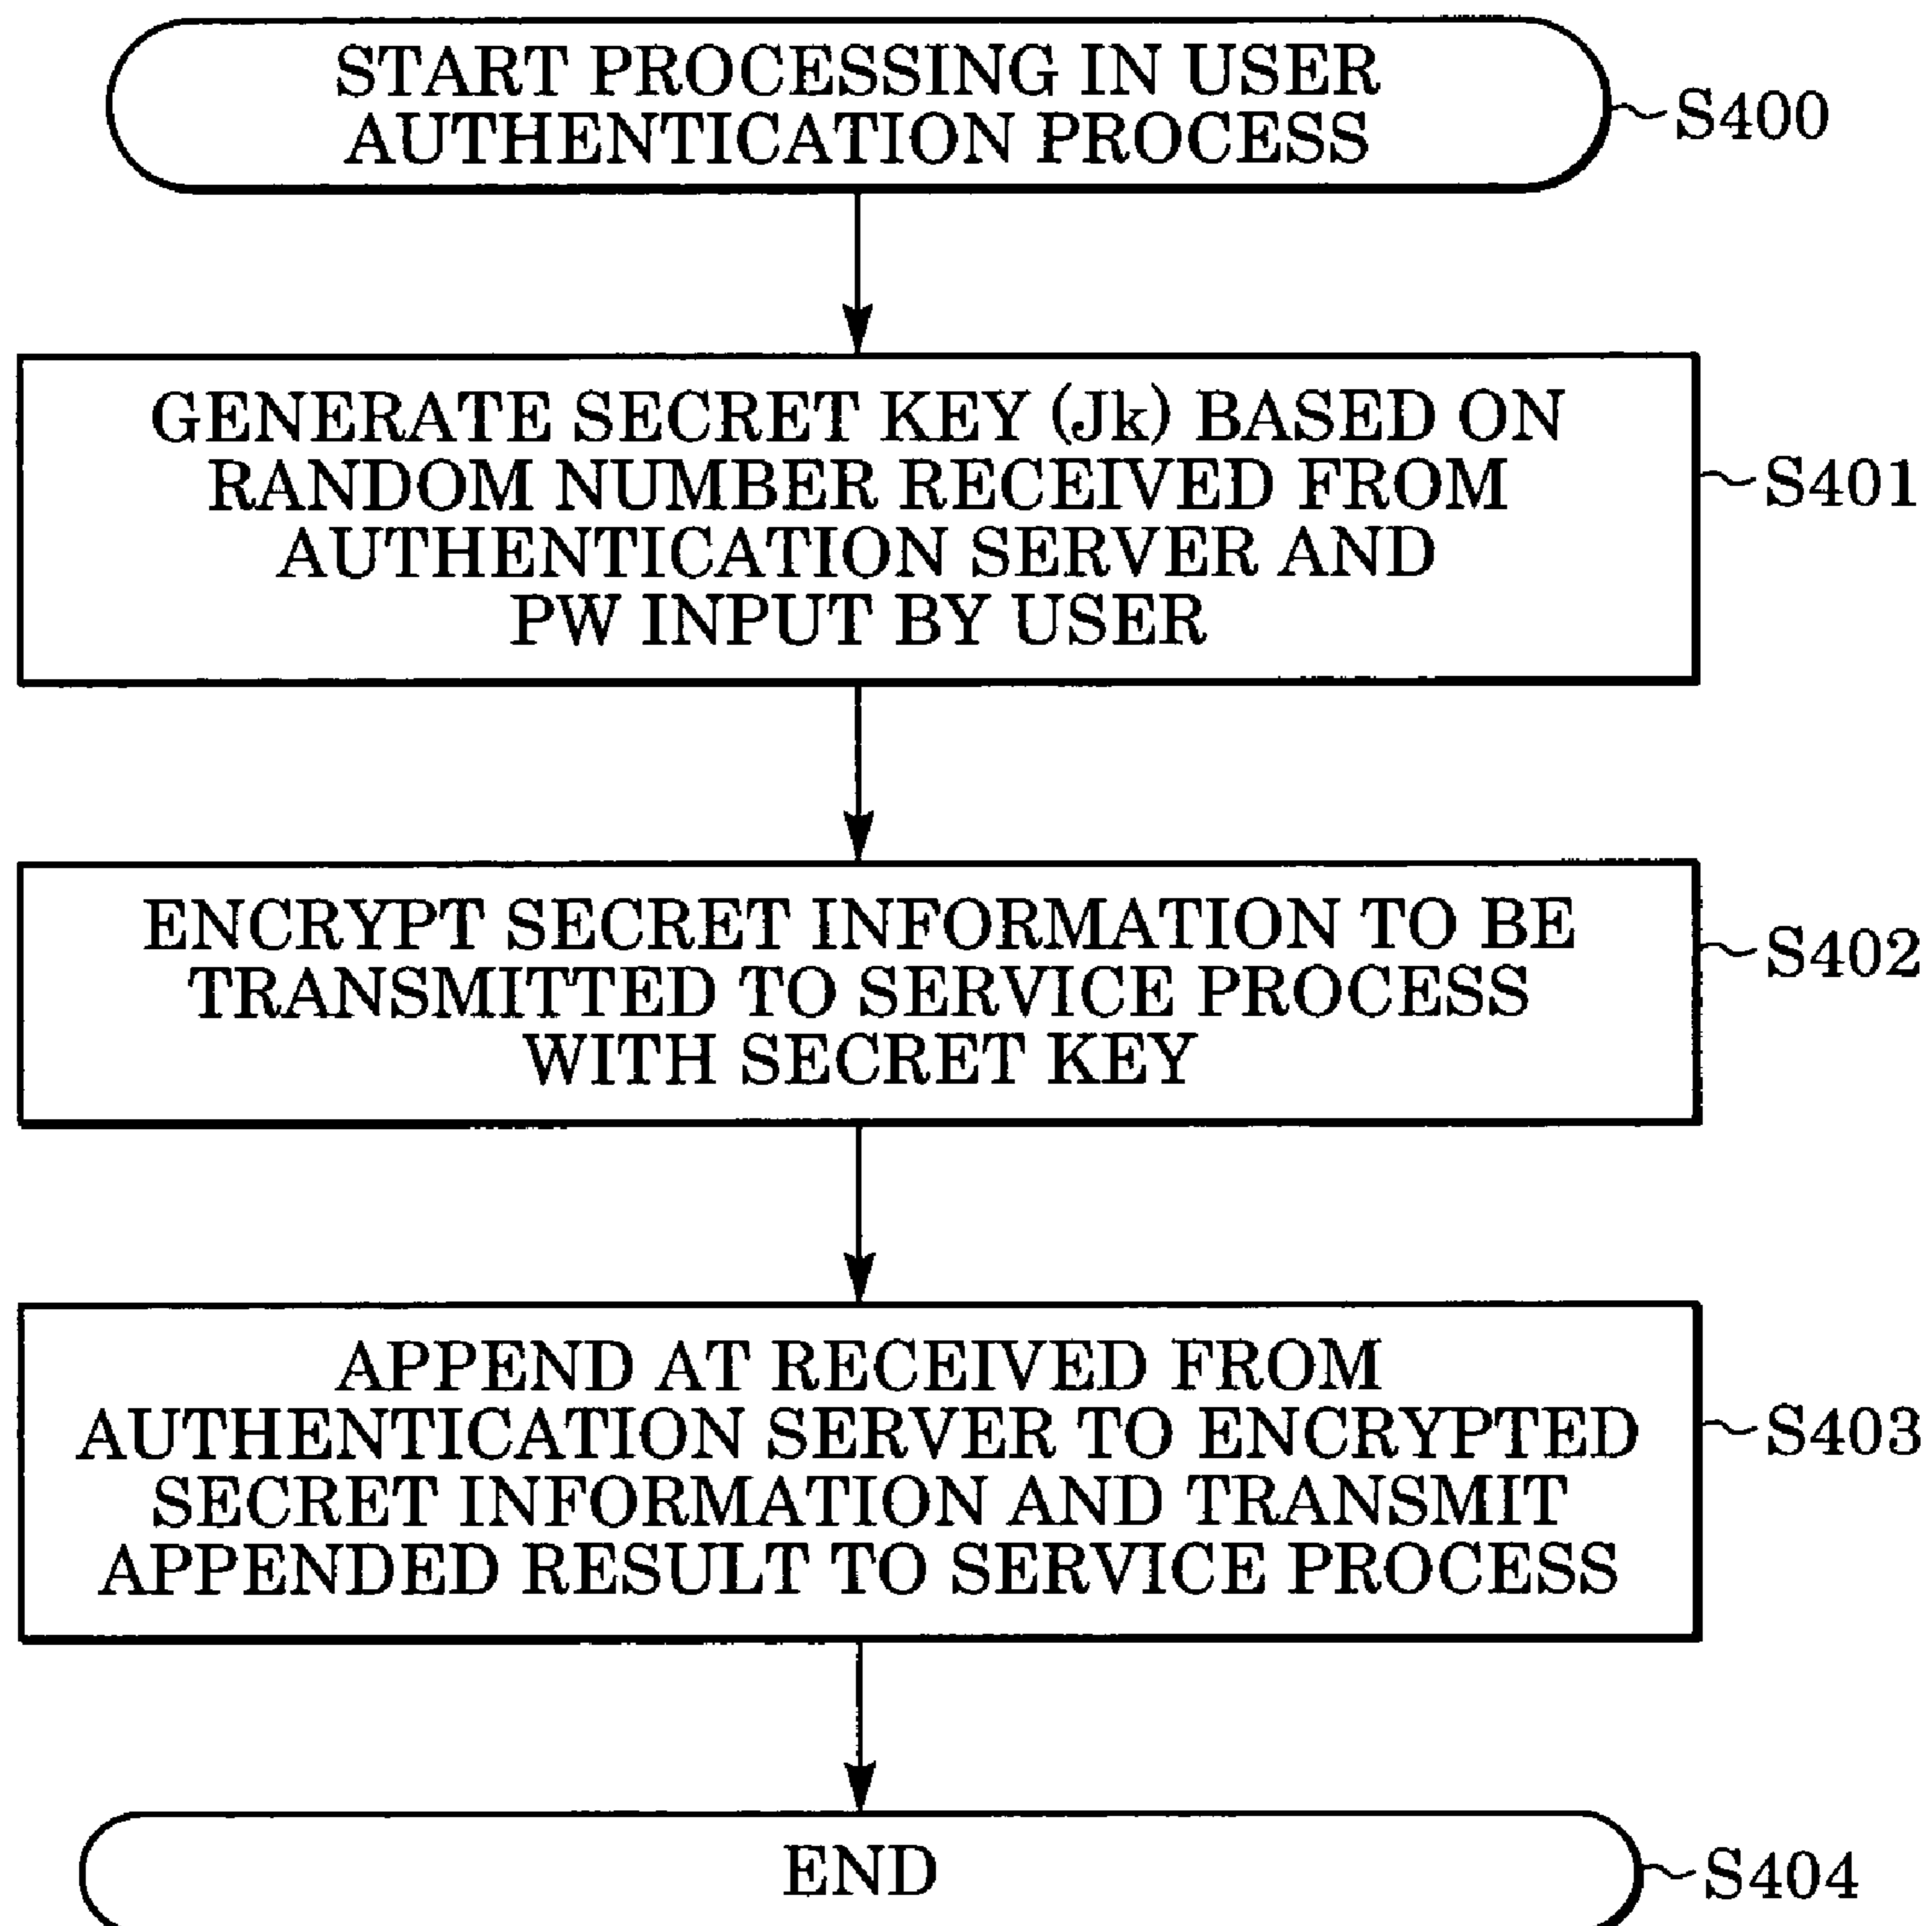 START PROCESSING IN USER
AUTHENTICATION PROCESS
S400
GENERATE SECRET KEY (Jk) BASED ON
RANDOM NUMBER RECEIVED FROM
AUTHENTICATION SERVER AND
PW INPUT BY USER
S401
ENCRYPT SECRET INFORMATION TO BE
TRANSMITTED TO SERVICE PROCESS
WITH SECRET KEY
S402
APPEND AT RECEIVED FROM
AUTHENTICATION SERVER TO ENCRYPTED
SECRET INFORMATION AND TRANSMIT
APPENDED RESULT TO SERVICE PROCESS
S403
END
S404